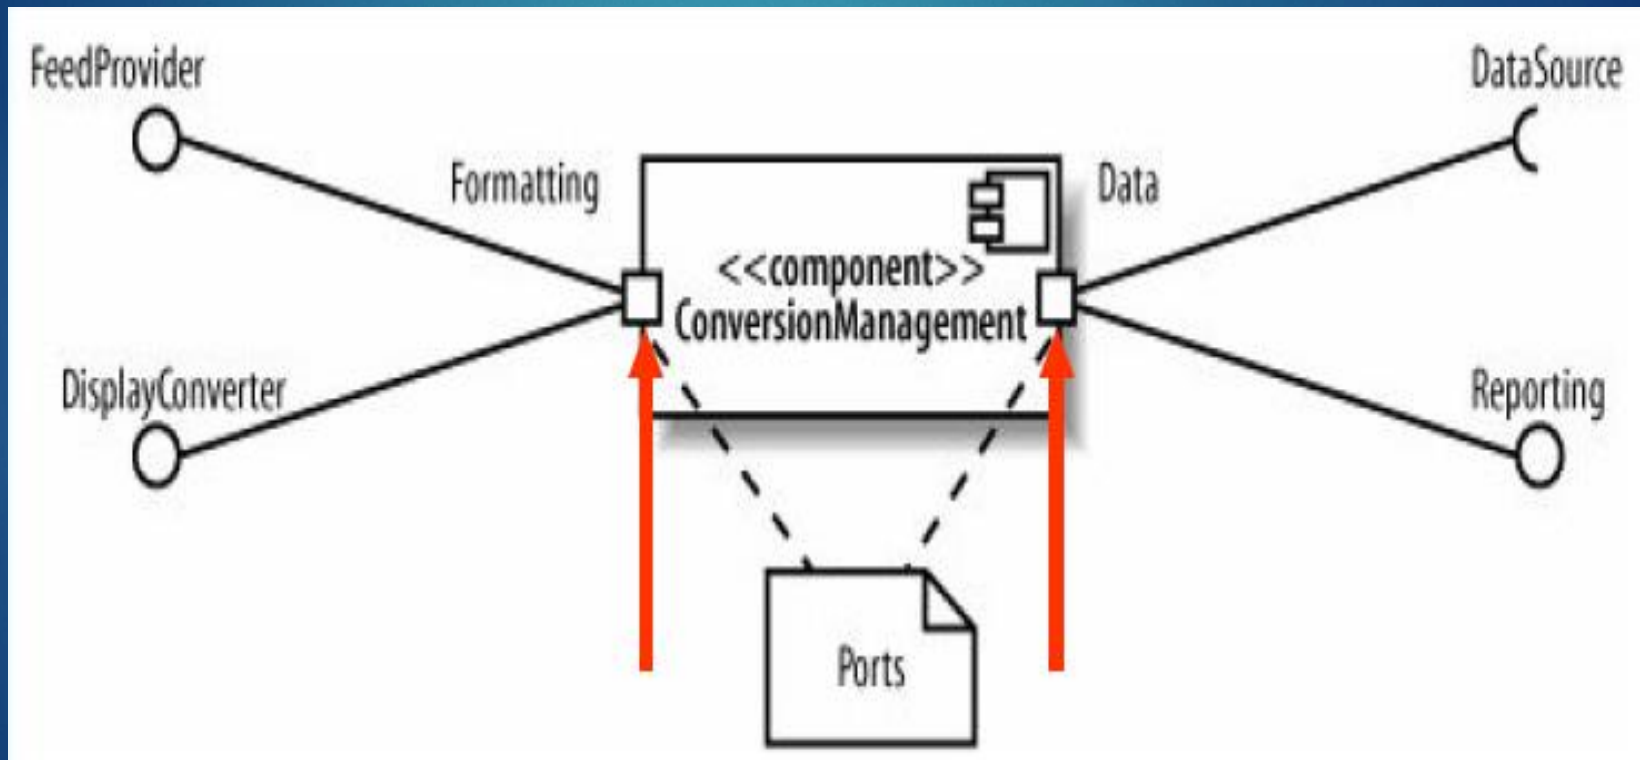 FeedProvider
DataSource
Formatting
Data
<<component>>
ConversionManagement
DisplayConverter
Reporting
Ports